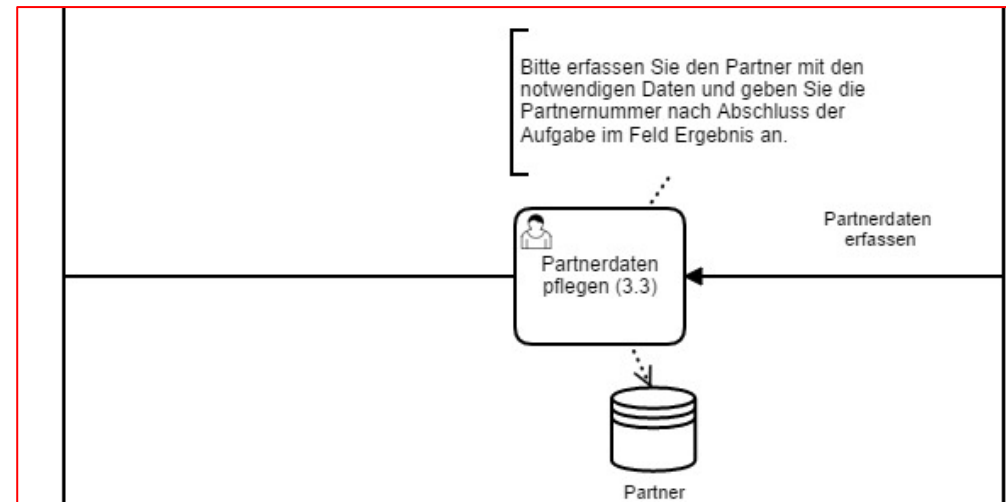 Bitte erfassen Sie den Partner mit den
notwendigen Daten und geben Sie die
Partnernummer nach Abschluss der
Aufgabe im Feld Ergebnis an.
Partnerdaten
erfassen
Partnerdaten
pflegen (3.3)
Partner